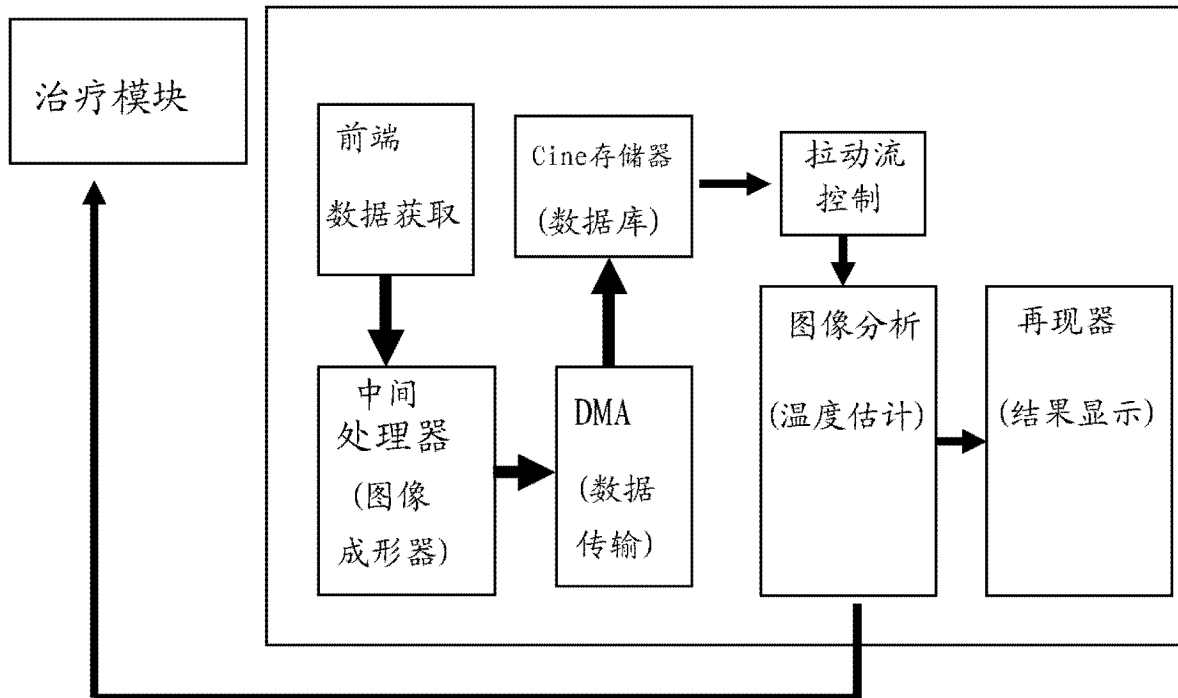 治疗模块
前端
数据获取
Cine存储器
(数据库)
拉动流
控制
中间
处理器
(图像
成形器)
DMA
(数据
传输)
图像分析
(温度估计)
再现器
(结果显示)